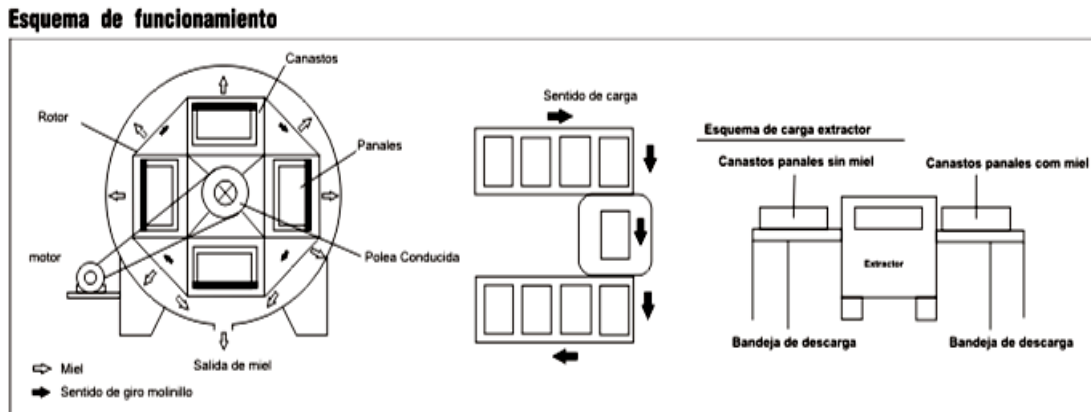 Esquema de funcionamiento
Canastos
Rotor
Panales
motor
Polea Conducida
Salida de miel
Miel
Sentido de giro molinillo
Sentido de carga
Esquema de carga extractor
Canastos panales sin miel
Canastos panales com miel
Extractor
Bandeja de descarga
Bandeja de descarga